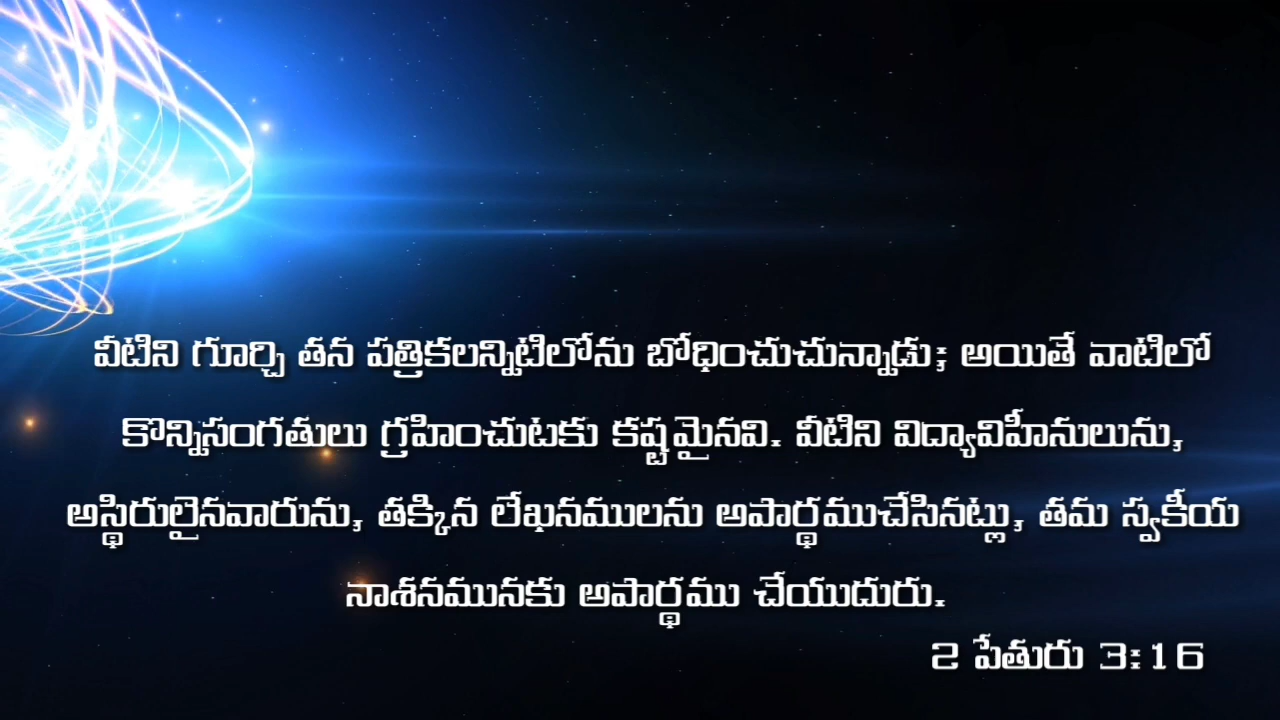 వీటిని గూర్చి తన పత్రికలన్నిటిలోను బోధించుచున్నాడు; అయితే వాటిలో
కొన్నిసంగతులు గ్రహించుటకు కష్టమైనవి. వీటిని విద్యావిహీనులును,
అస్థిరులైనవారును, తక్కిన లేఖనములను అపార్థముచేసినట్లు, తమ స్వకీయ
నాశనమునకు అపార్థము చేయుదురు.
2 పేతురు 3:16